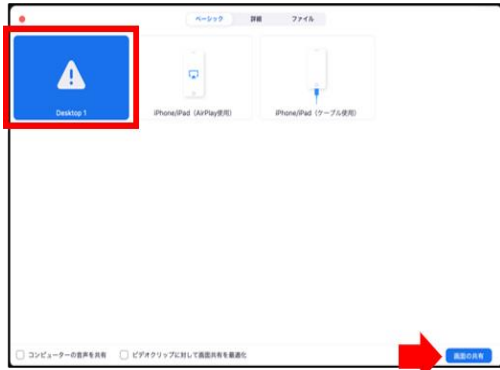 ベーシック 詳細 ファイル
Desktop 1 iPhone/iPad（AirPlay使用） iPhone/iPad（ケーブル使用）
コンピューターの音声を共有 ビデオクリップに対して画面共有を最適化 画面の共有